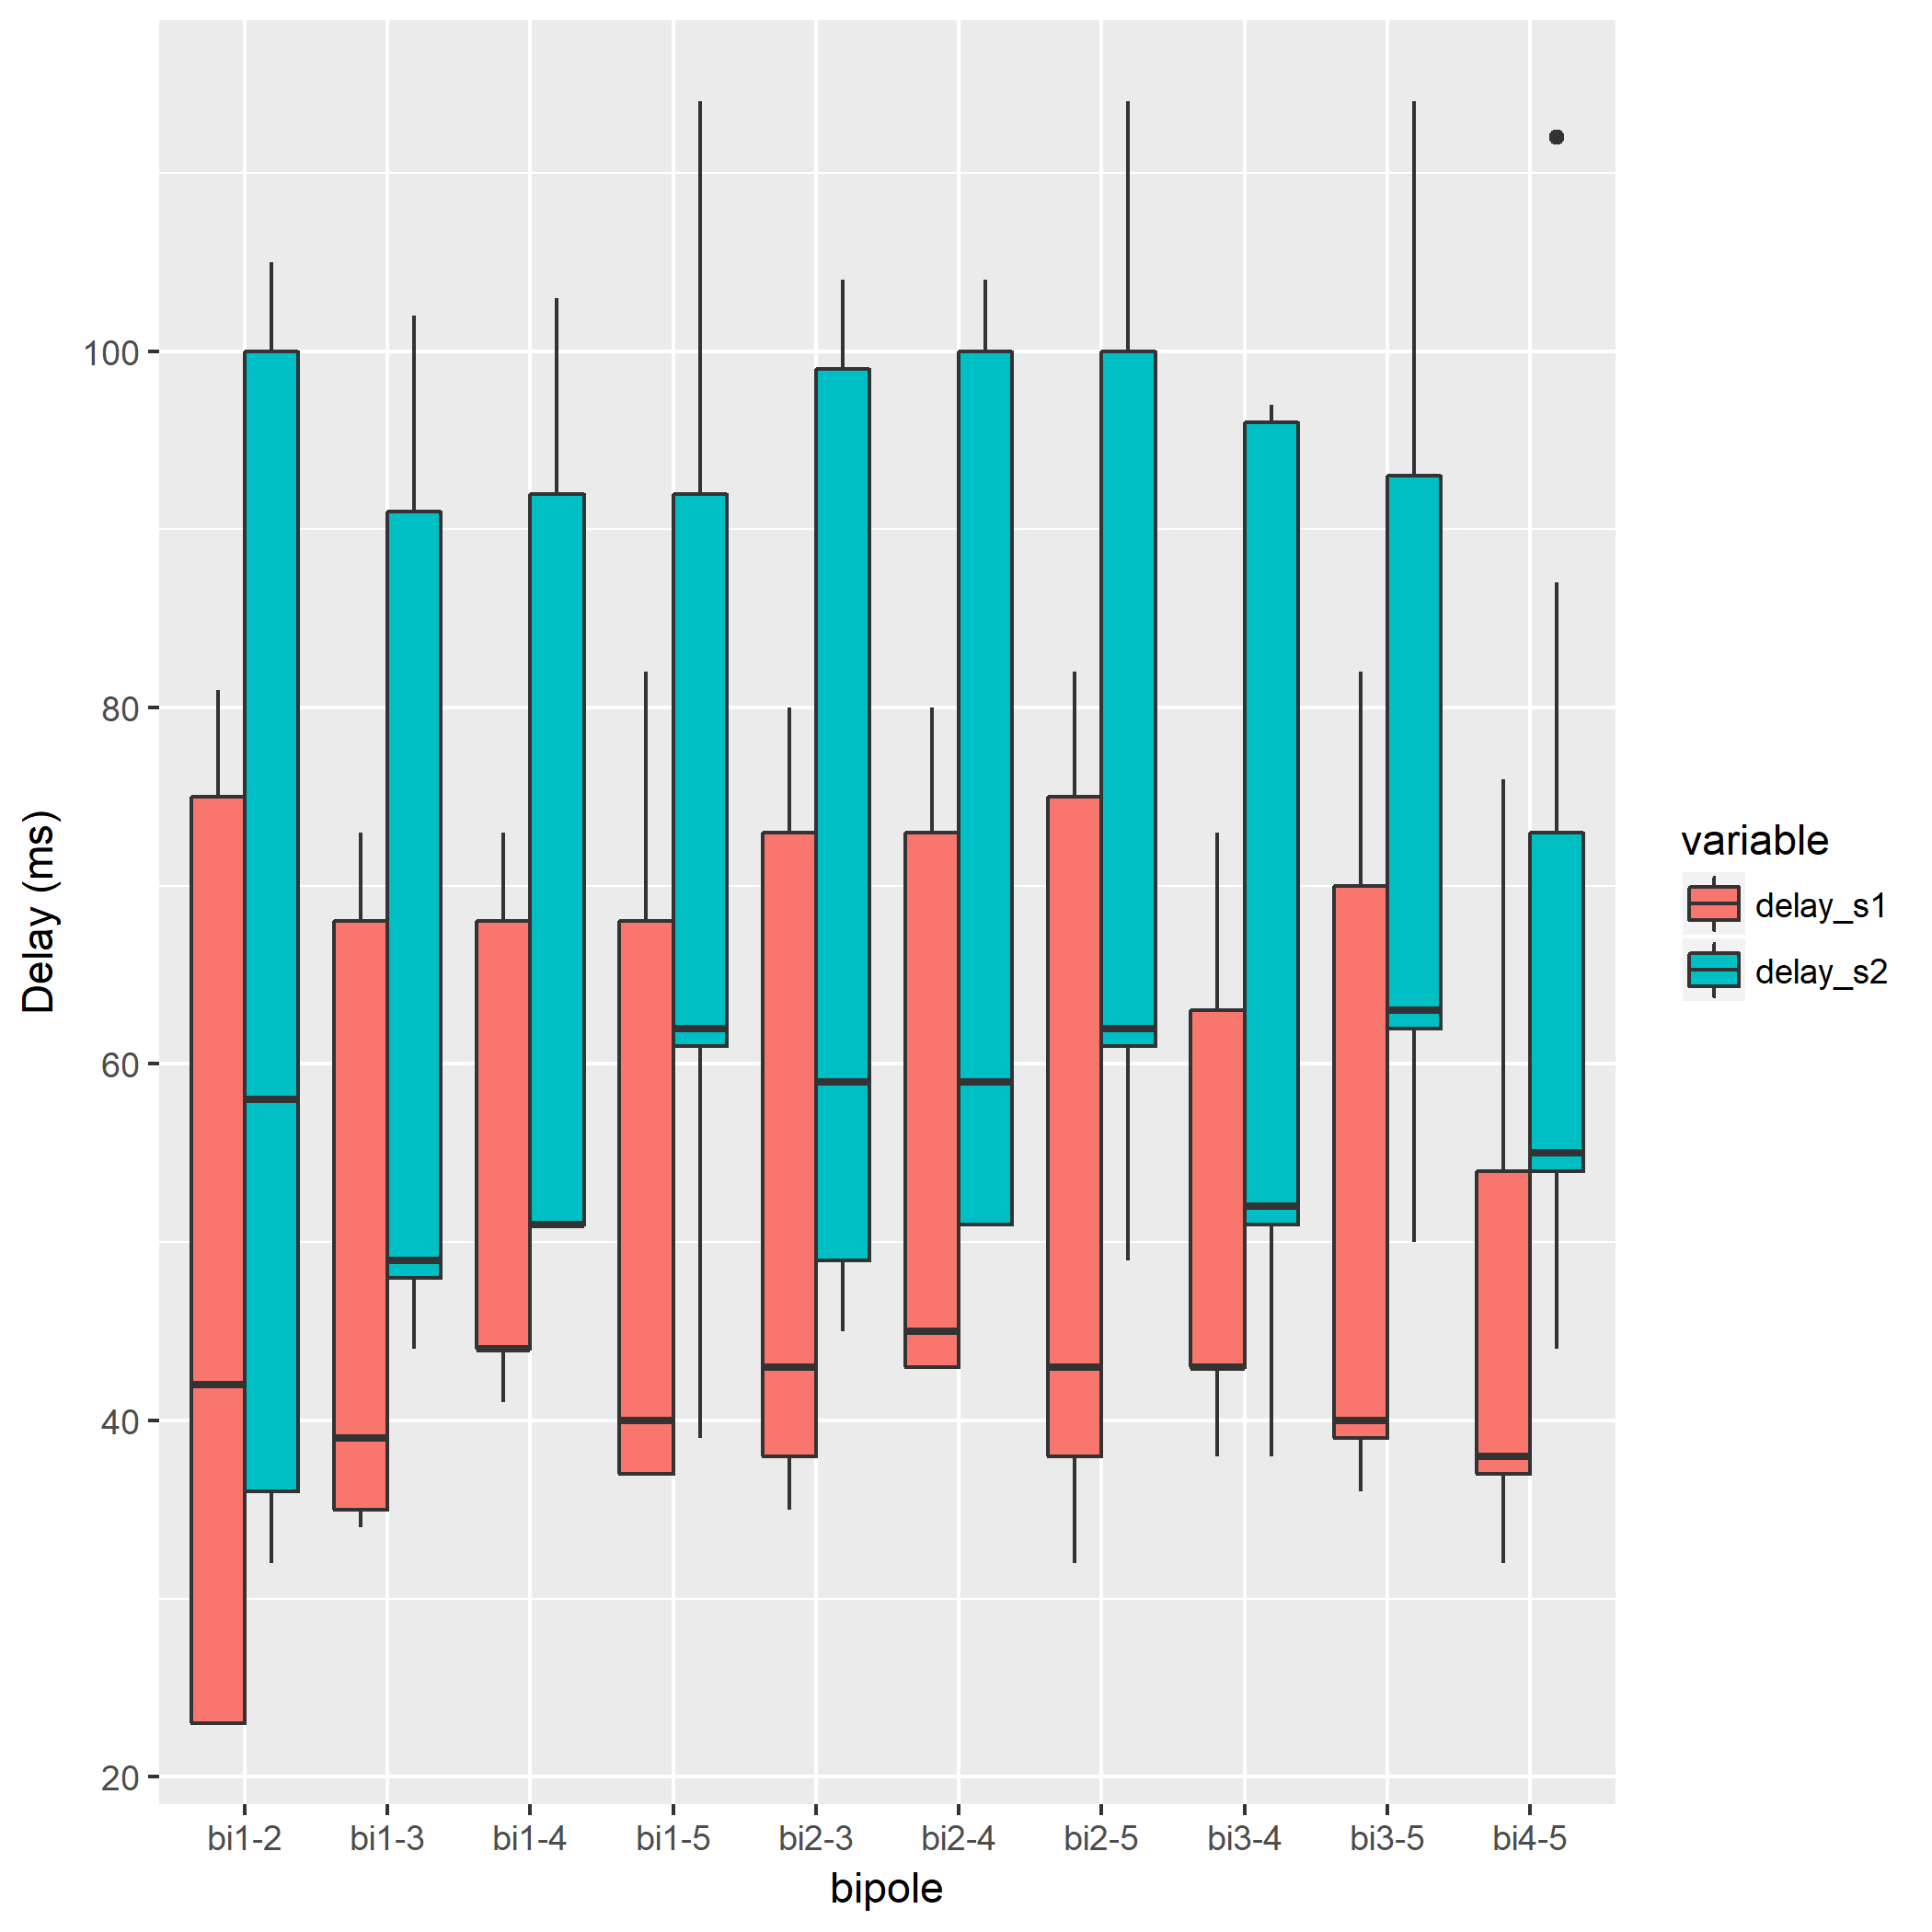 100
80
60
40
20
Delay (ms)
bi1-2 bi1-3 bi1-4 bi1-5 bi2-3 bi2-4 bi2-5 bi3-4 bi3-5 bi4-5
bipole
variable
delay_s1
delay_s2